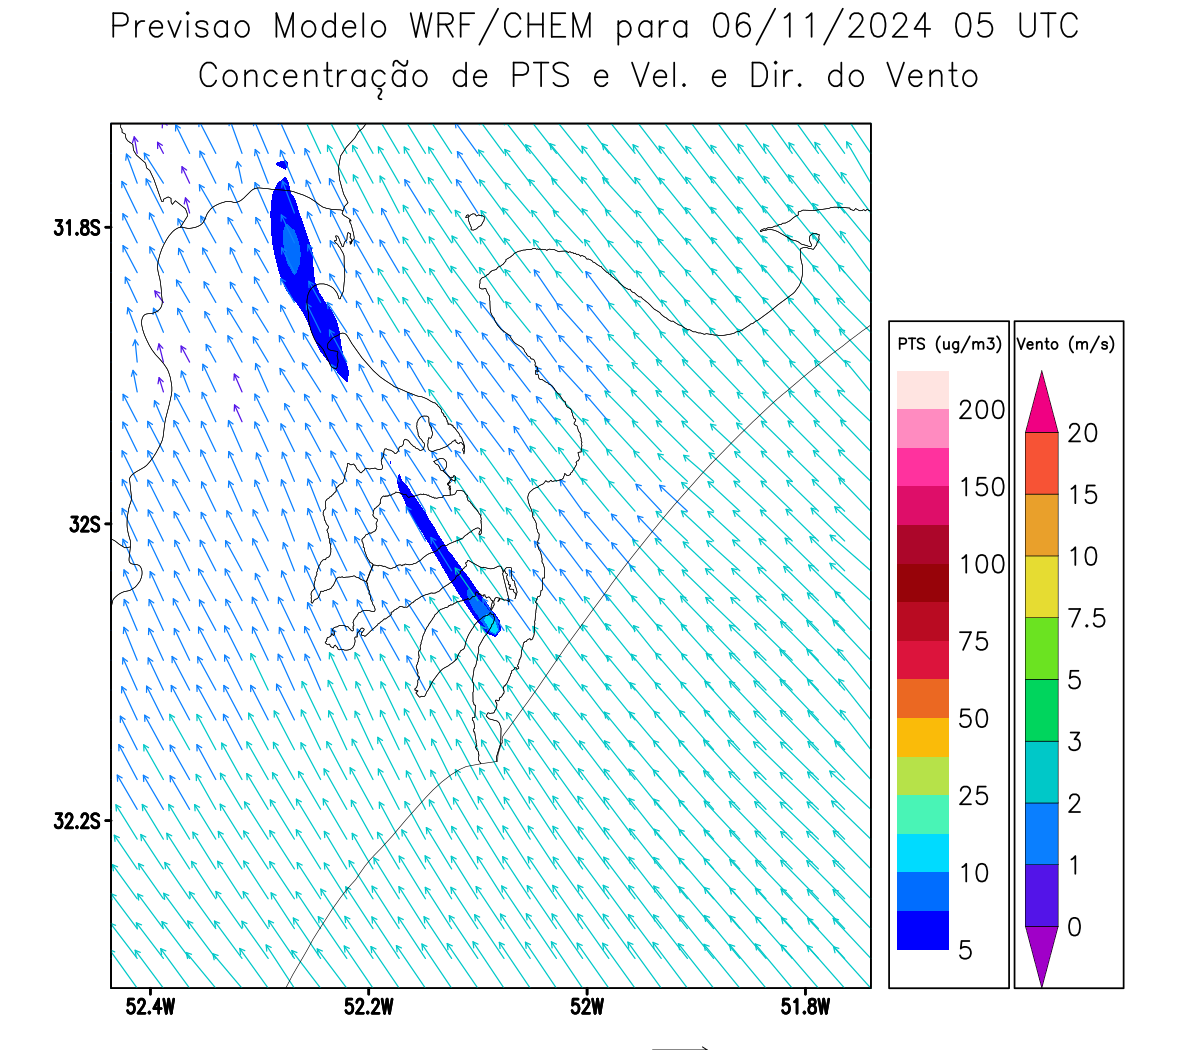 Previsao Modelo WRF/CHEM para 06/11/2024 05 UTC
Concentração de PTS e Vel. e Dir. do Vento
31.8S
32S
32.2S
52.4W 52.2W 52W 51.8W
PTS (ug/m3)
200
150
100
75
50
25
10
5
Vento (m/s)
20
15
10
7.5
5
3
2
1
0